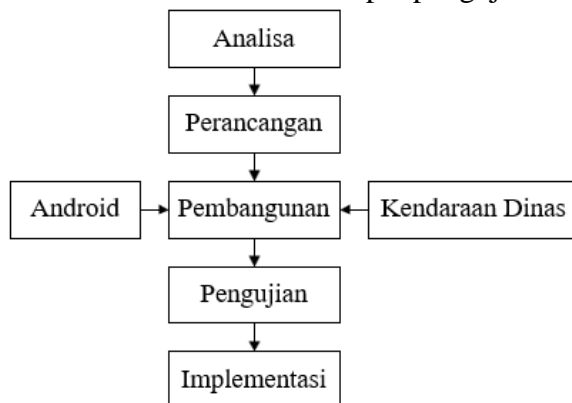 Analisa
Perancangan
Android
Pembangunan
Kendaraan Dinas
Pengujian
Implementasi